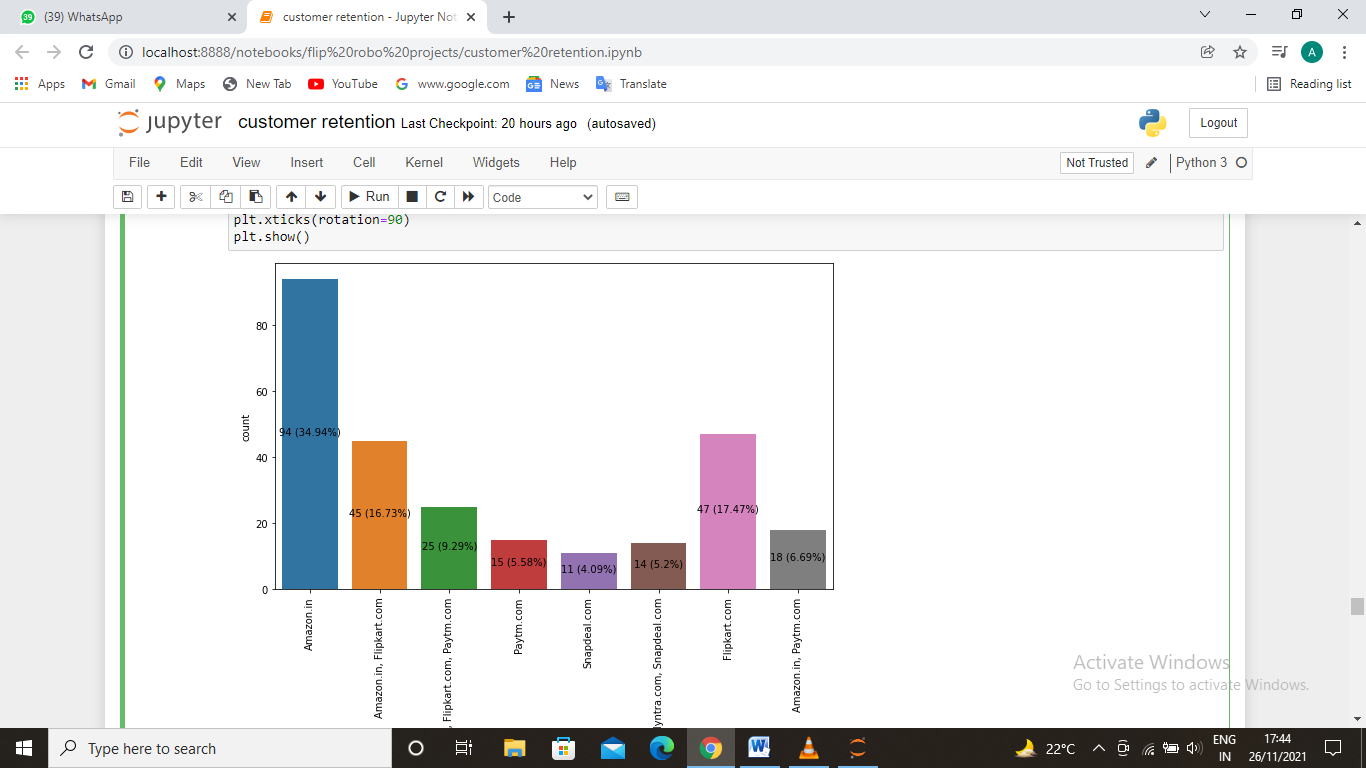 (39) WhatsApp
customer retention - Jupyter Not
localhost:8888/notebooks/flip%20robo%20projects/customer%20retention.ipynb
A
Apps
Gmail
Maps
New Tab
YouTube
www.google.com
News
Translate
Reading list
jupyter customer retention Last Checkpoint: 20 hours ago (autosaved)
Logout
File Edit View Insert Cell Kernel Widgets Help
Not Trusted
Python 3
Run
Code
plt.xticks(rotation=90)
plt.show()
80
60
40
20
0
count
94 (34.94%)
45 (16.73%)
25 (9.29%)
15 (5.58%)
11 (4.09%)
14 (5.2%)
47 (17.47%)
18 (6.69%)
Amazon.in
Amazon.in, Flipkart.com
, Flipkart.com, Paytm.com
Paytm.com
Snapdeal.com
yntra.com, Snapdeal.com
Flipkart.com
Amazon.in, Paytm.com
Activate Windows
Go to Settings to activate Windows.
Type here to search
22°C
ENG
IN
17:44
26/11/2021